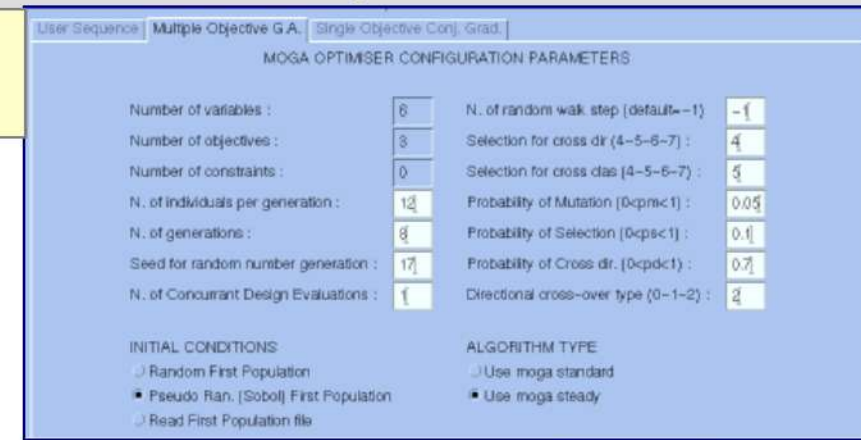 User Sequence Multiple Objective G.A. Single Objective Conj. Grad.
MOGA OPTIMISER CONFIGURATION PARAMETERS
Number of variables : 6
Number of objectives : 3
Number of constraints : 0
N. of individuals per generation : 12
N. of generations : 8
Seed for random number generation : 17
N. of Concurrant Design Evaluations : 1
N. of random walk step (default=-1) -1
Selection for cross dir (4-5-6-7) : 4
Selection for cross clas (4-5-6-7) : 5
Probability of Mutation (0<pm<1) : 0.05
Probability of Selection (0<ps<1) : 0.1
Probability of Cross dir. (0<pd<1) : 0.7
Directional cross-over type (0-1-2) : 2
INITIAL CONDITIONS
Random First Population
Pseudo Ran. (Sobol) First Population
Read First Population file
ALGORITHM TYPE
Use moga standard
Use moga steady